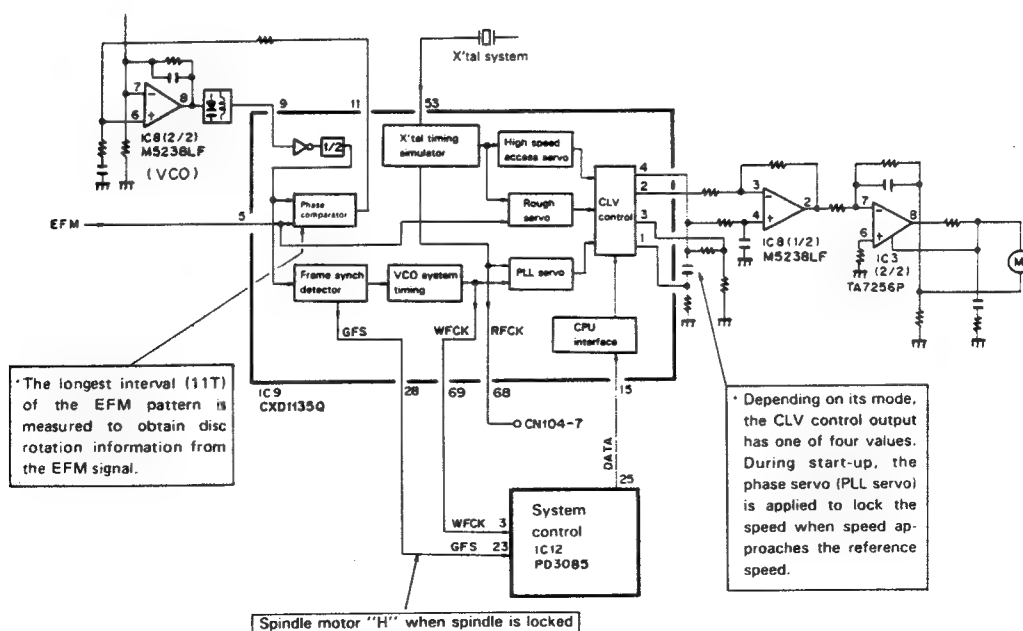 X'tal system
7
8
6
IC8(2/2)
M5238LF
(VCO)
9
11
53
1/2
X'tal timing
simulator
High speed
access servo
4
2
3
1
EFM
5
Phase
comparator
Rough
servo
CLV
control
3
2
4
IC8(1/2)
M5238LF
7
8
6
IC3
(2/2)
TA7256P
M
Frame synch
detector
VCO system
timing
PLL servo
GFS
WFCK
RFCK
CPU
interface
IC9
CXD1135Q
28
69
68
15
CN104-7
DATA
25
· The longest interval (11T)
of the EFM pattern is
measured to obtain disc
rotation information from
the EFM signal.
· Depending on its mode,
the CLV control output
has one of four values.
During start-up, the
phase servo (PLL servo)
is applied to lock the
speed when speed ap-
proaches the reference
speed.
WFCK 3
GFS 23
System
control
IC12
PD3085
Spindle motor "H" when spindle is locked